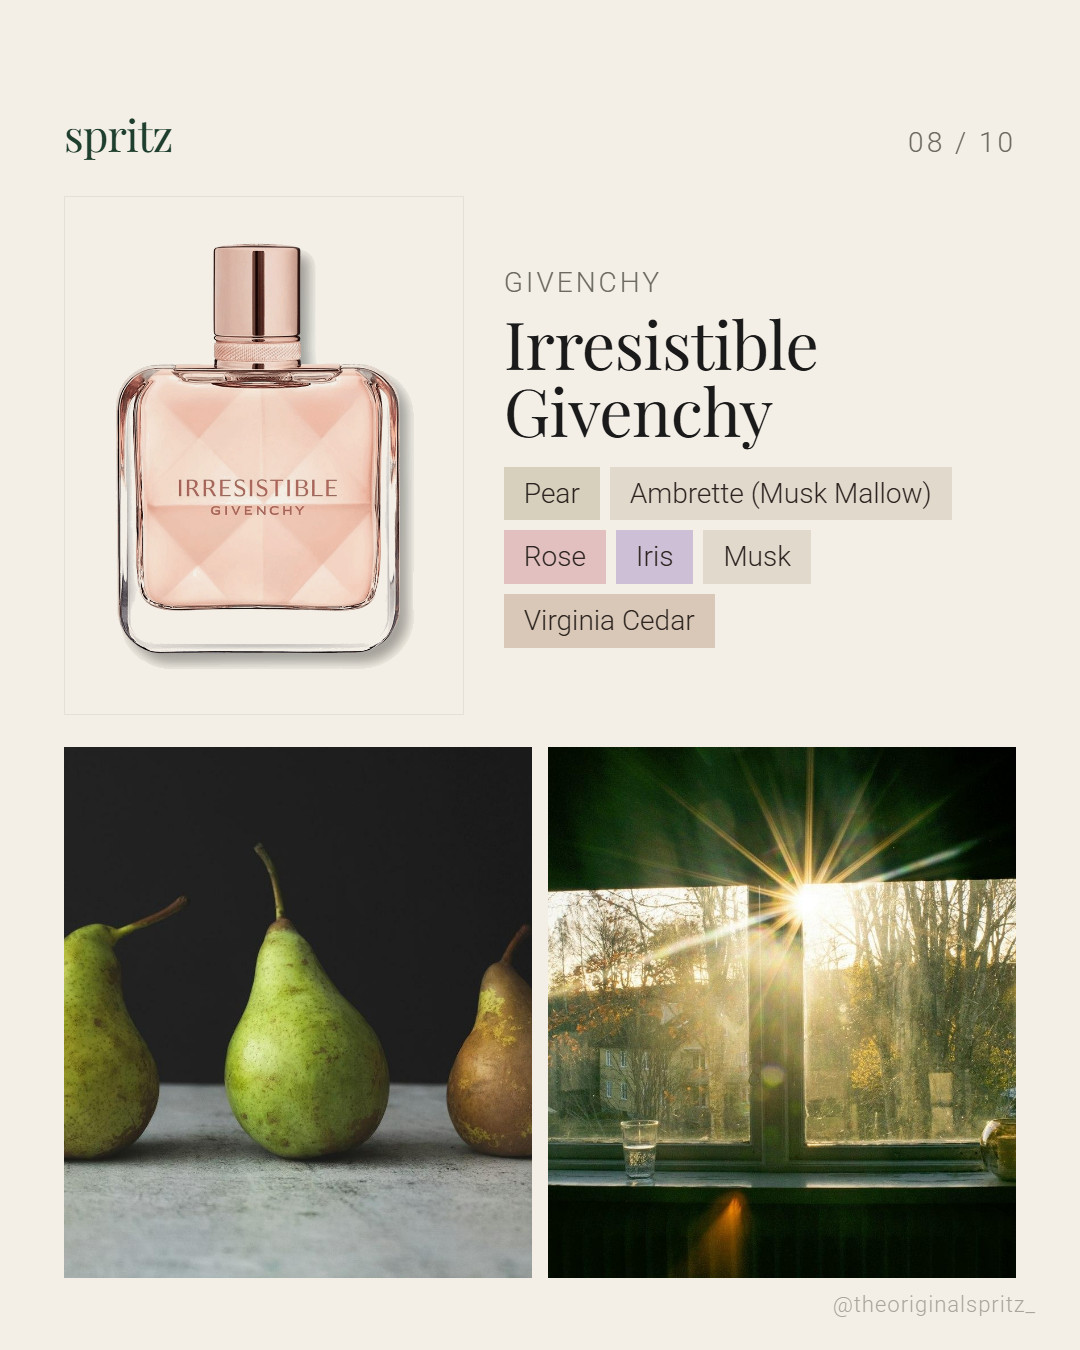 spritz
08 / 10
IRRESISTIBLE
GIVENCHY
GIVENCHY
Irresistible
Givenchy
Pear
Ambrette (Musk Mallow)
Rose
Iris
Musk
Virginia Cedar
@theoriginalspritz_